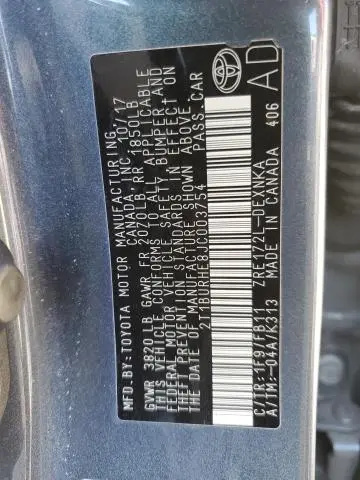 MFD.BY:TOYOTA MOTOR MANUFACTURING
CANADA, INC. 10/17
GVWR 3820LB GAWR FR 2070LB RR 1850LB
THIS VEHICLE CONFORMS TO ALL APPLICABLE
FEDERAL MOTOR VEHICLE SAFETY, BUMPER, AND
THEFT PREVENTION STANDARDS IN EFFECT ON
THE DATE OF MANUFACTURE SHOWN ABOVE.
2T1BURHE8JC003754 PASS.CAR
C/TR:1F9/FB11 ZRE172L-DEXNKA
A/TM:-04A/K313 MADE IN CANADA 406
TOYOTA
AD